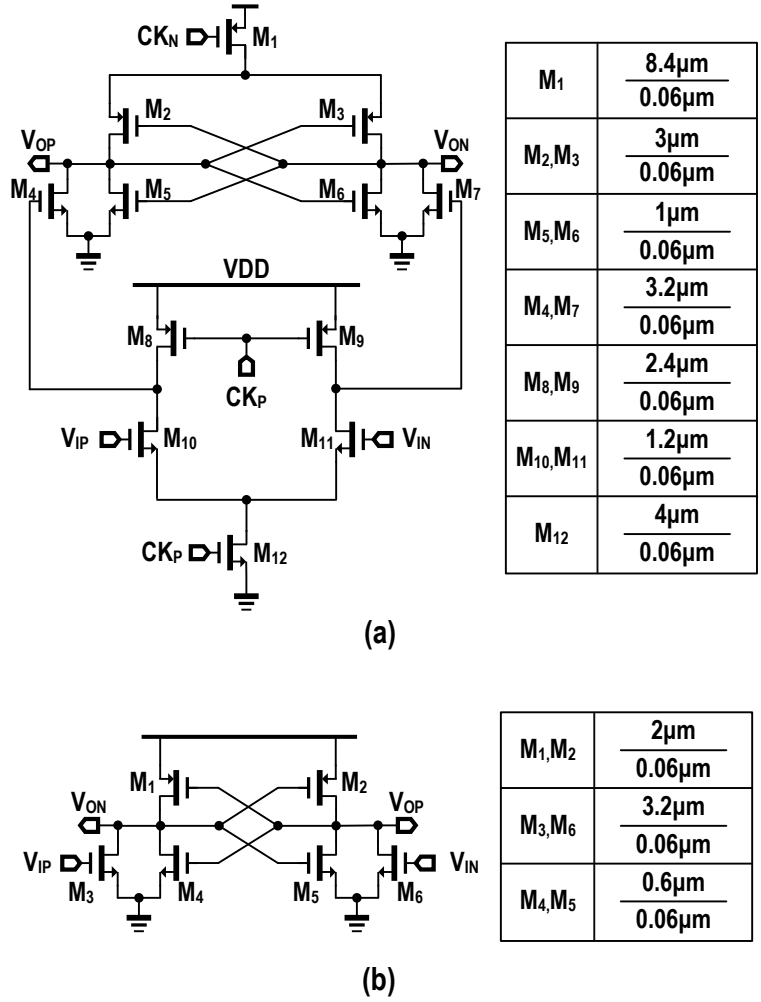 CKN
M1
M2
M3
VOP
VON
M4
M5
M6
M7
VDD
M8
M9
CKP
VIP
M10
M11
VIN
CKP
M12
M1
8.4µm
0.06µm
M2,M3
3µm
0.06µm
M5,M6
1µm
0.06µm
M4,M7
3.2µm
0.06µm
M8,M9
2.4µm
0.06µm
M10,M11
1.2µm
0.06µm
M12
4µm
0.06µm
(a)
M1
M2
VON
VOP
VIP
VIN
M3
M4
M5
M6
M1,M2
2µm
0.06µm
M3,M6
3.2µm
0.06µm
M4,M5
0.6µm
0.06µm
(b)